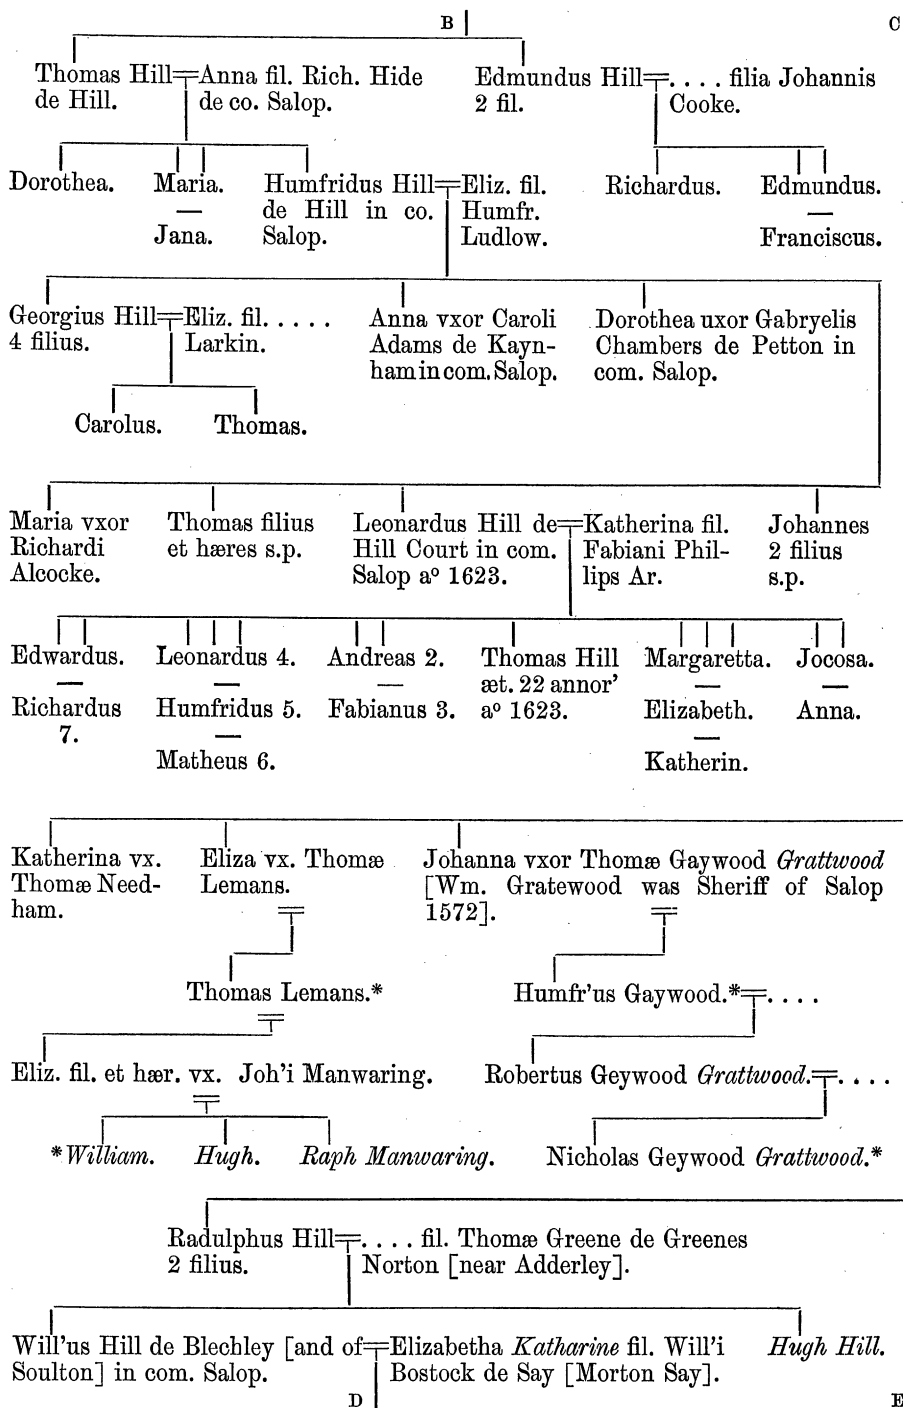 B C
Thomas Hill=Anna fil. Rich. Hide Edmundus Hill=. . . . filia Johannis
de Hill. de co. Salop. 2 fil. Cooke.
Dorothea. Maria. Humfridus Hill=Eliz. fil. Richardus. Edmundus.
— de Hill in co. Humfr. —
Jana. Salop. Ludlow. Franciscus.
Georgius Hill=Eliz. fil. . . . . Anna vxor Caroli Dorothea uxor Gabryelis
4 filius. Larkin. Adams de Kayn- Chambers de Petton in
ham in com. Salop. com. Salop.
Carolus. Thomas.
Maria vxor Thomas filius Leonardus Hill de=Katherina fil. Johannes
Richardi et hæres s.p. Hill Court in com. Fabiani Phil- 2 filius
Alcocke. Salop aº 1623. lips Ar. s.p.
Edwardus. Leonardus 4. Andreas 2. Thomas Hill Margaretta. Jocosa.
— — — æt. 22 annor' — —
Richardus Humfridus 5. Fabianus 3. aº 1623. Elizabeth. Anna.
7. — —
Matheus 6. Katherin.
Katherina vx. Eliza vx. Thomæ Johanna vxor Thomæ Gaywood Grattwood
Thomæ Need- Lemans. [Wm. Gratewood was Sheriff of Salop
ham. 1572].
Thomas Lemans.* Humfr'us Gaywood.*=. . . .
Eliz. fil. et hær. vx. Joh'i Manwaring. Robertus Geywood Grattwood.=. . . .
*William. Hugh. Raph Manwaring. Nicholas Geywood Grattwood.*
Radulphus Hill=. . . . fil. Thomæ Greene de Greenes
2 filius. Norton [near Adderley].
Will'us Hill de Blechley [and of=Elizabetha Katharine fil. Will'i Hugh Hill.
Soulton] in com. Salop. Bostock de Say [Morton Say].
D E